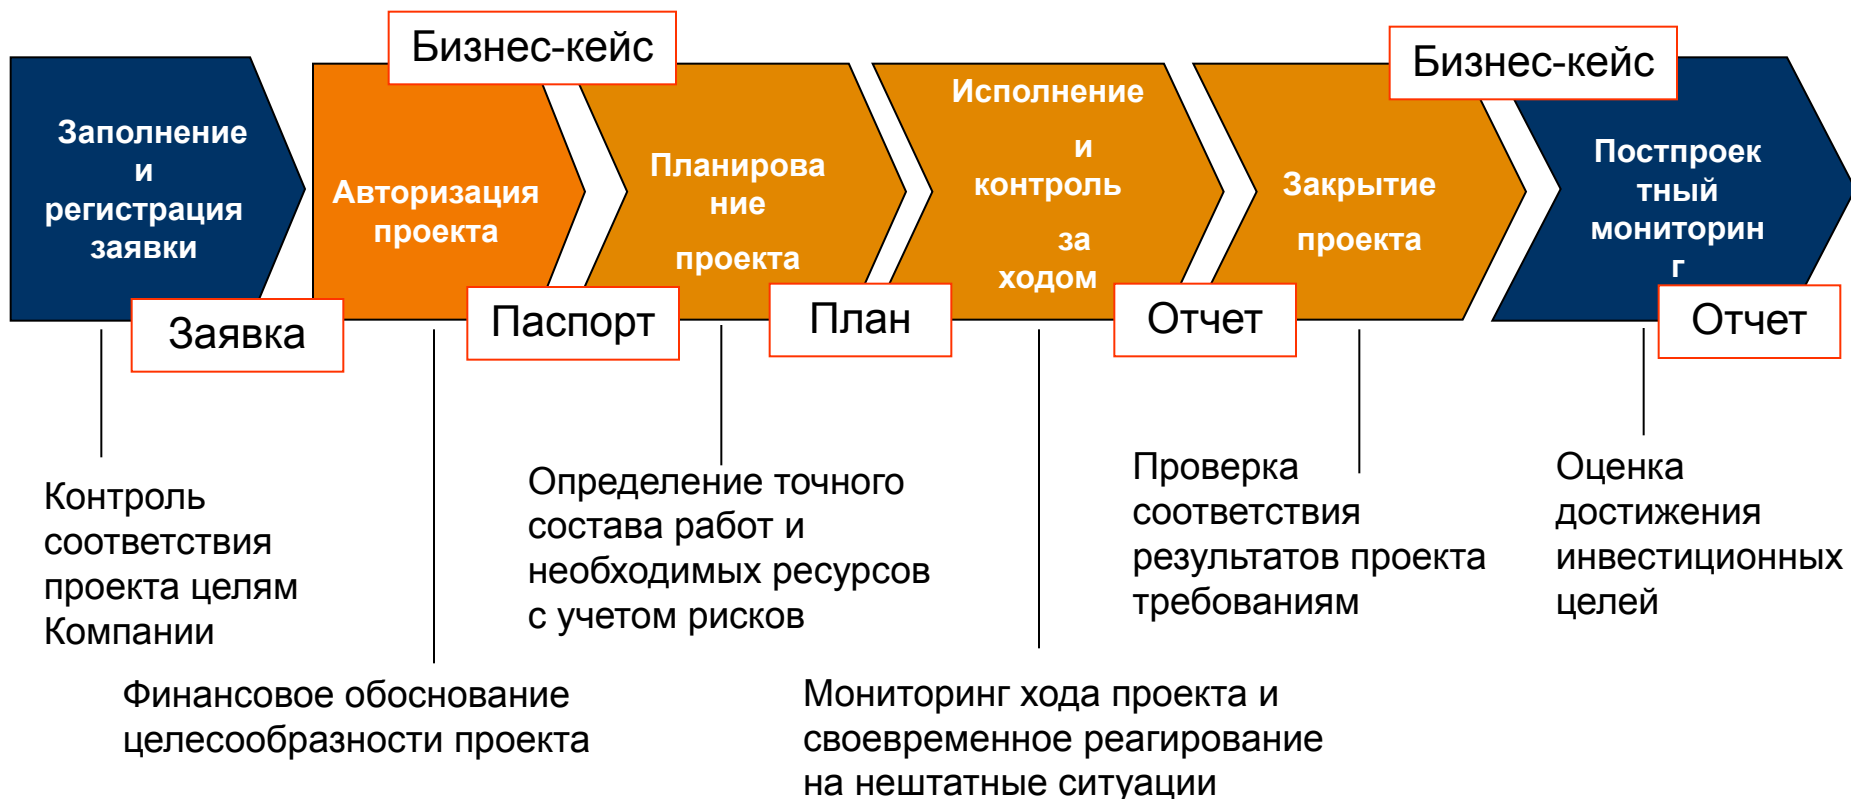 Бизнес-кейс
Бизнес-кейс
Заполнение
и
регистрация
заявки
Авторизация
проекта
Планирова
ние
проекта
Исполнение
и
контроль
за
ходом
Закрытие
проекта
Постпроек
тный
мониторин
г
Заявка
Паспорт
План
Отчет
Отчет
Контроль
соответствия
проекта целям
Компании
Финансовое обоснование
целесообразности проекта
Определение точного
состава работ и
необходимых ресурсов
с учетом рисков
Мониторинг хода проекта и
своевременное реагирование
на нештатные ситуации
Проверка
соответствия
результатов проекта
требованиям
Оценка
достижения
инвестиционных
целей